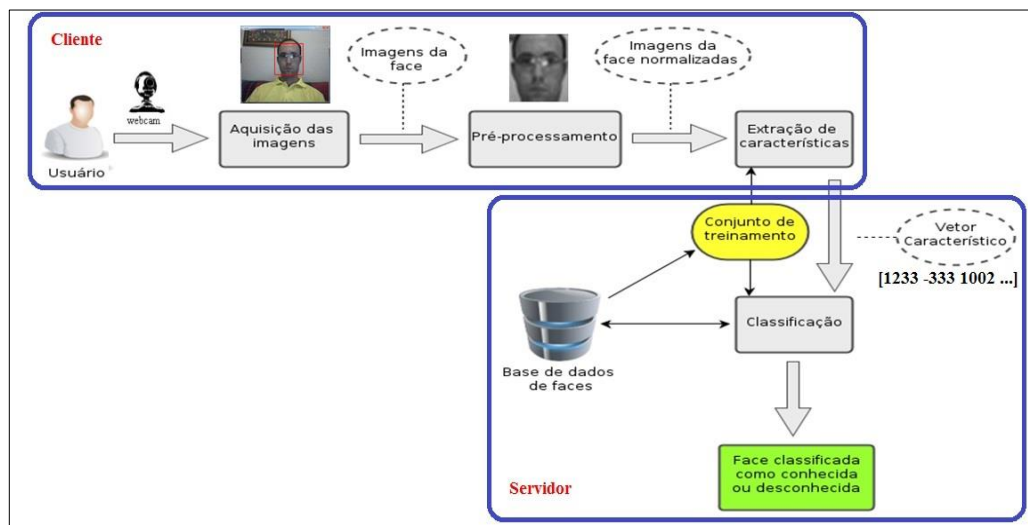 Cliente
webcam
Usuário
Aquisição das
imagens
Imagens da
face
Pré-processamento
Imagens da
face normalizadas
Extração de
características
Conjunto de
treinamento
Vetor
Característico
[1233 -333 1002 ...]
Base de dados
de faces
Classificação
Face classificada
como conhecida
ou desconhecida
Servidor